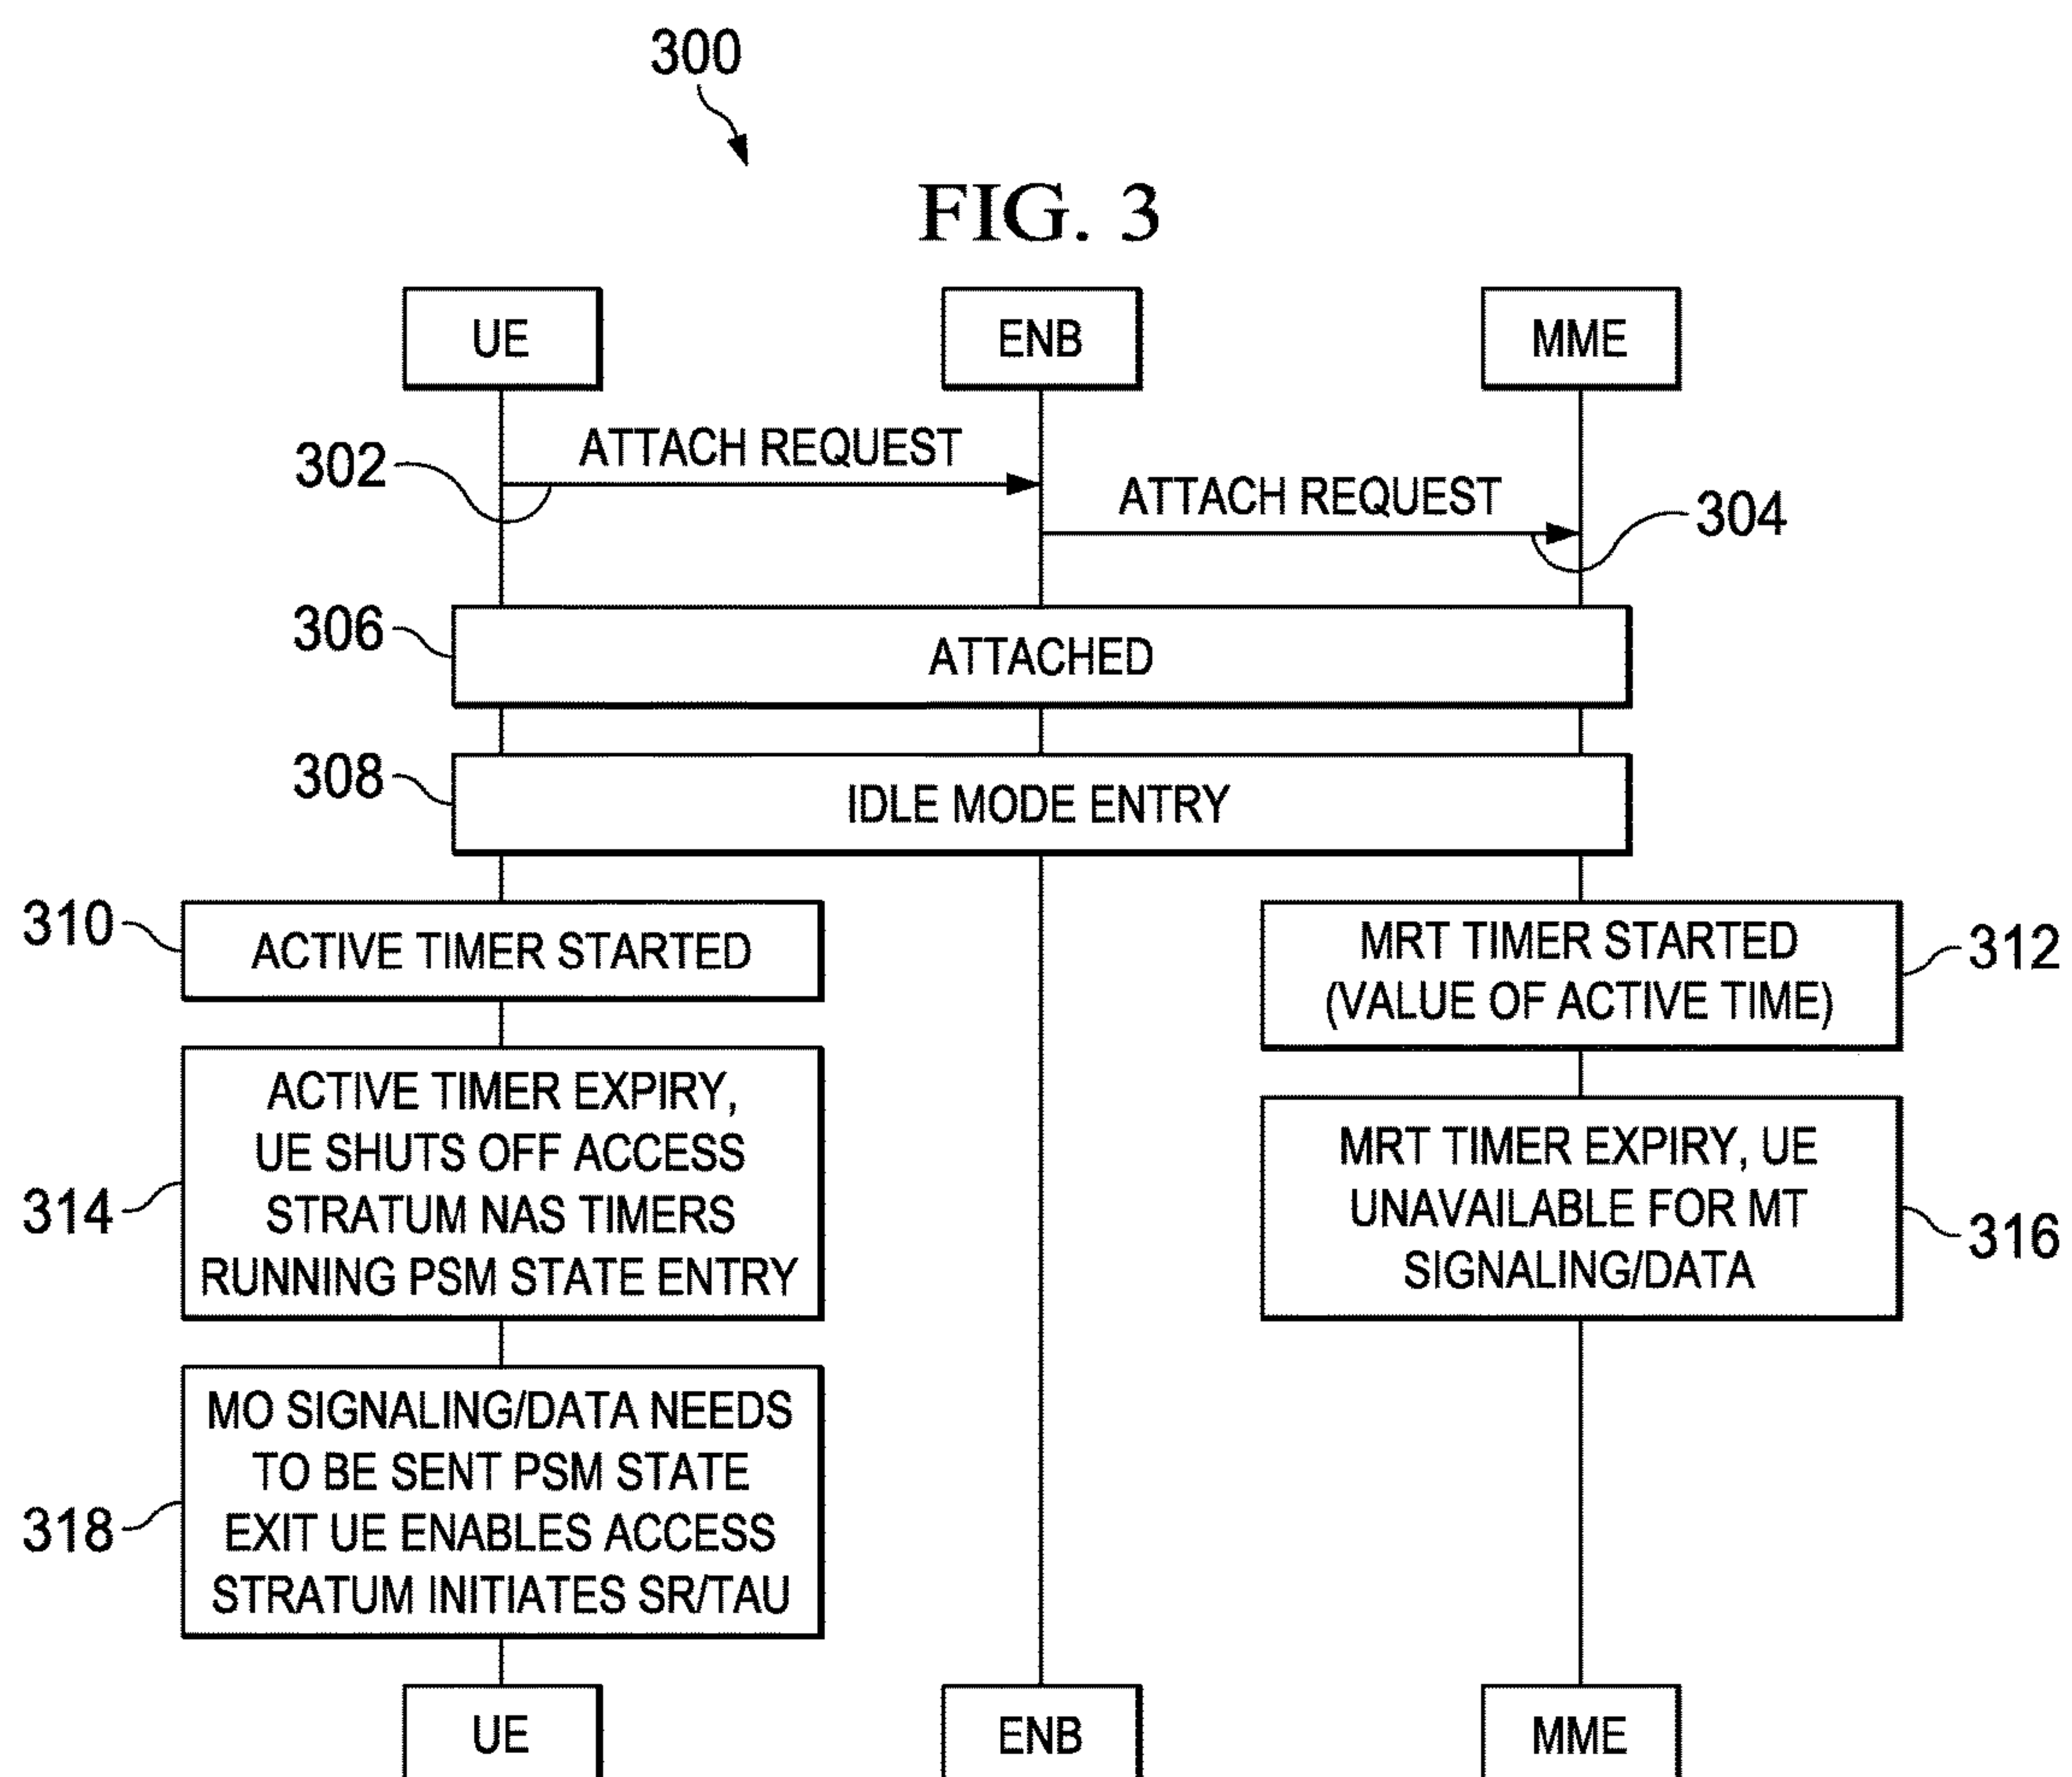 300
FIG. 3
UE
ENB
MME
302
ATTACH REQUEST
ATTACH REQUEST
304
306
ATTACHED
308
IDLE MODE ENTRY
310
ACTIVE TIMER STARTED
MRT TIMER STARTED
(VALUE OF ACTIVE TIME)
312
314
ACTIVE TIMER EXPIRY,
UE SHUTS OFF ACCESS
STRATUM NAS TIMERS
RUNNING PSM STATE ENTRY
MRT TIMER EXPIRY, UE
UNAVAILABLE FOR MT
SIGNALING/DATA
316
318
MO SIGNALING/DATA NEEDS
TO BE SENT PSM STATE
EXIT UE ENABLES ACCESS
STRATUM INITIATES SR/TAU
UE
ENB
MME